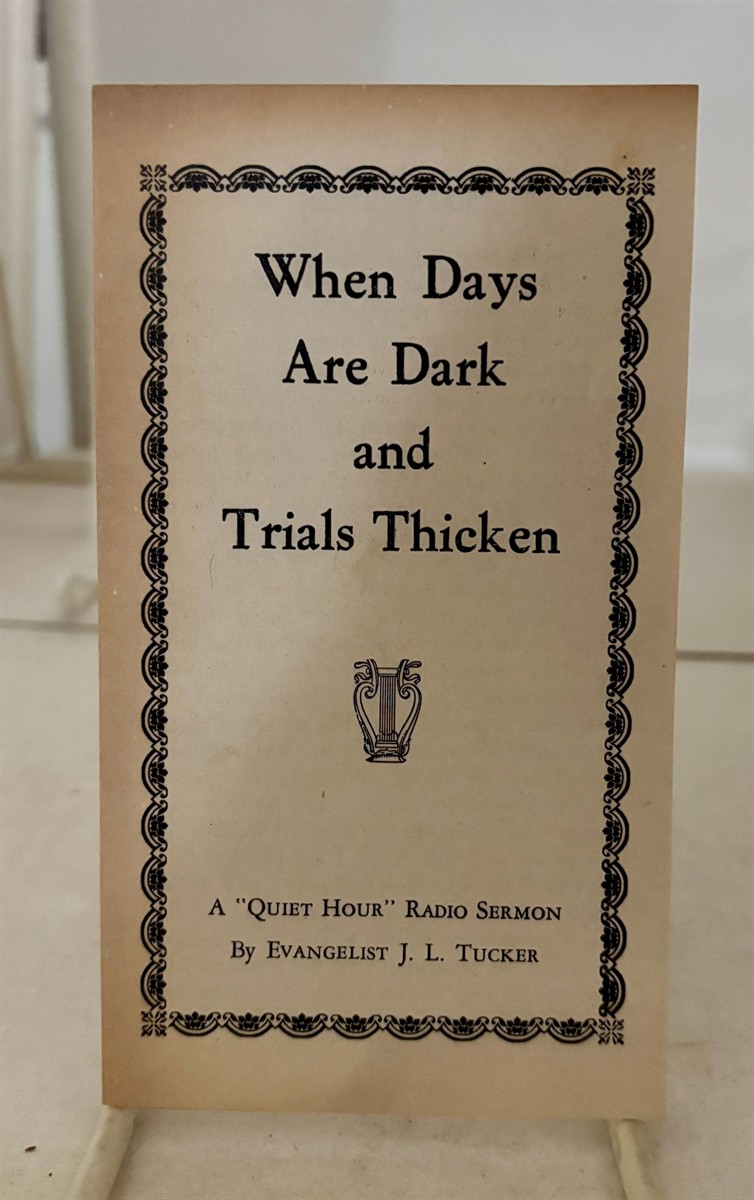 When Days
Are Dark
and
Trials Thicken
A "Quiet Hour" Radio Sermon
By Evangelist J. L. Tucker